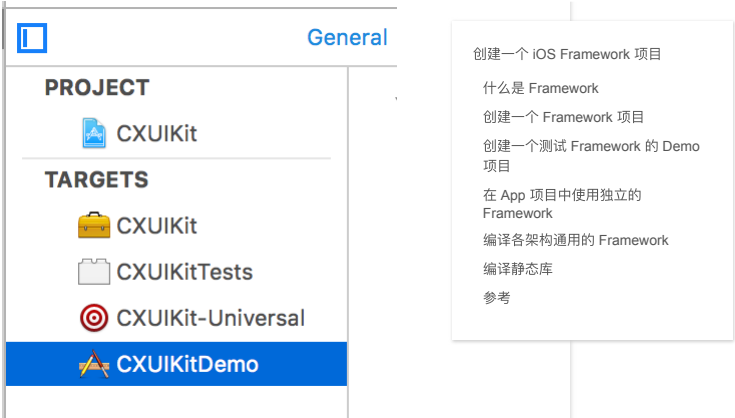 General
PROJECT
CXUIKit
TARGETS
CXUIKit
CXUIKitTests
CXUIKit-Universal
CXUIKitDemo
创建一个 iOS Framework 项目
什么是 Framework
创建一个 Framework 项目
创建一个测试 Framework 的 Demo
项目
在 App 项目中使用独立的
Framework
编译各架构通用的 Framework
编译静态库
参考